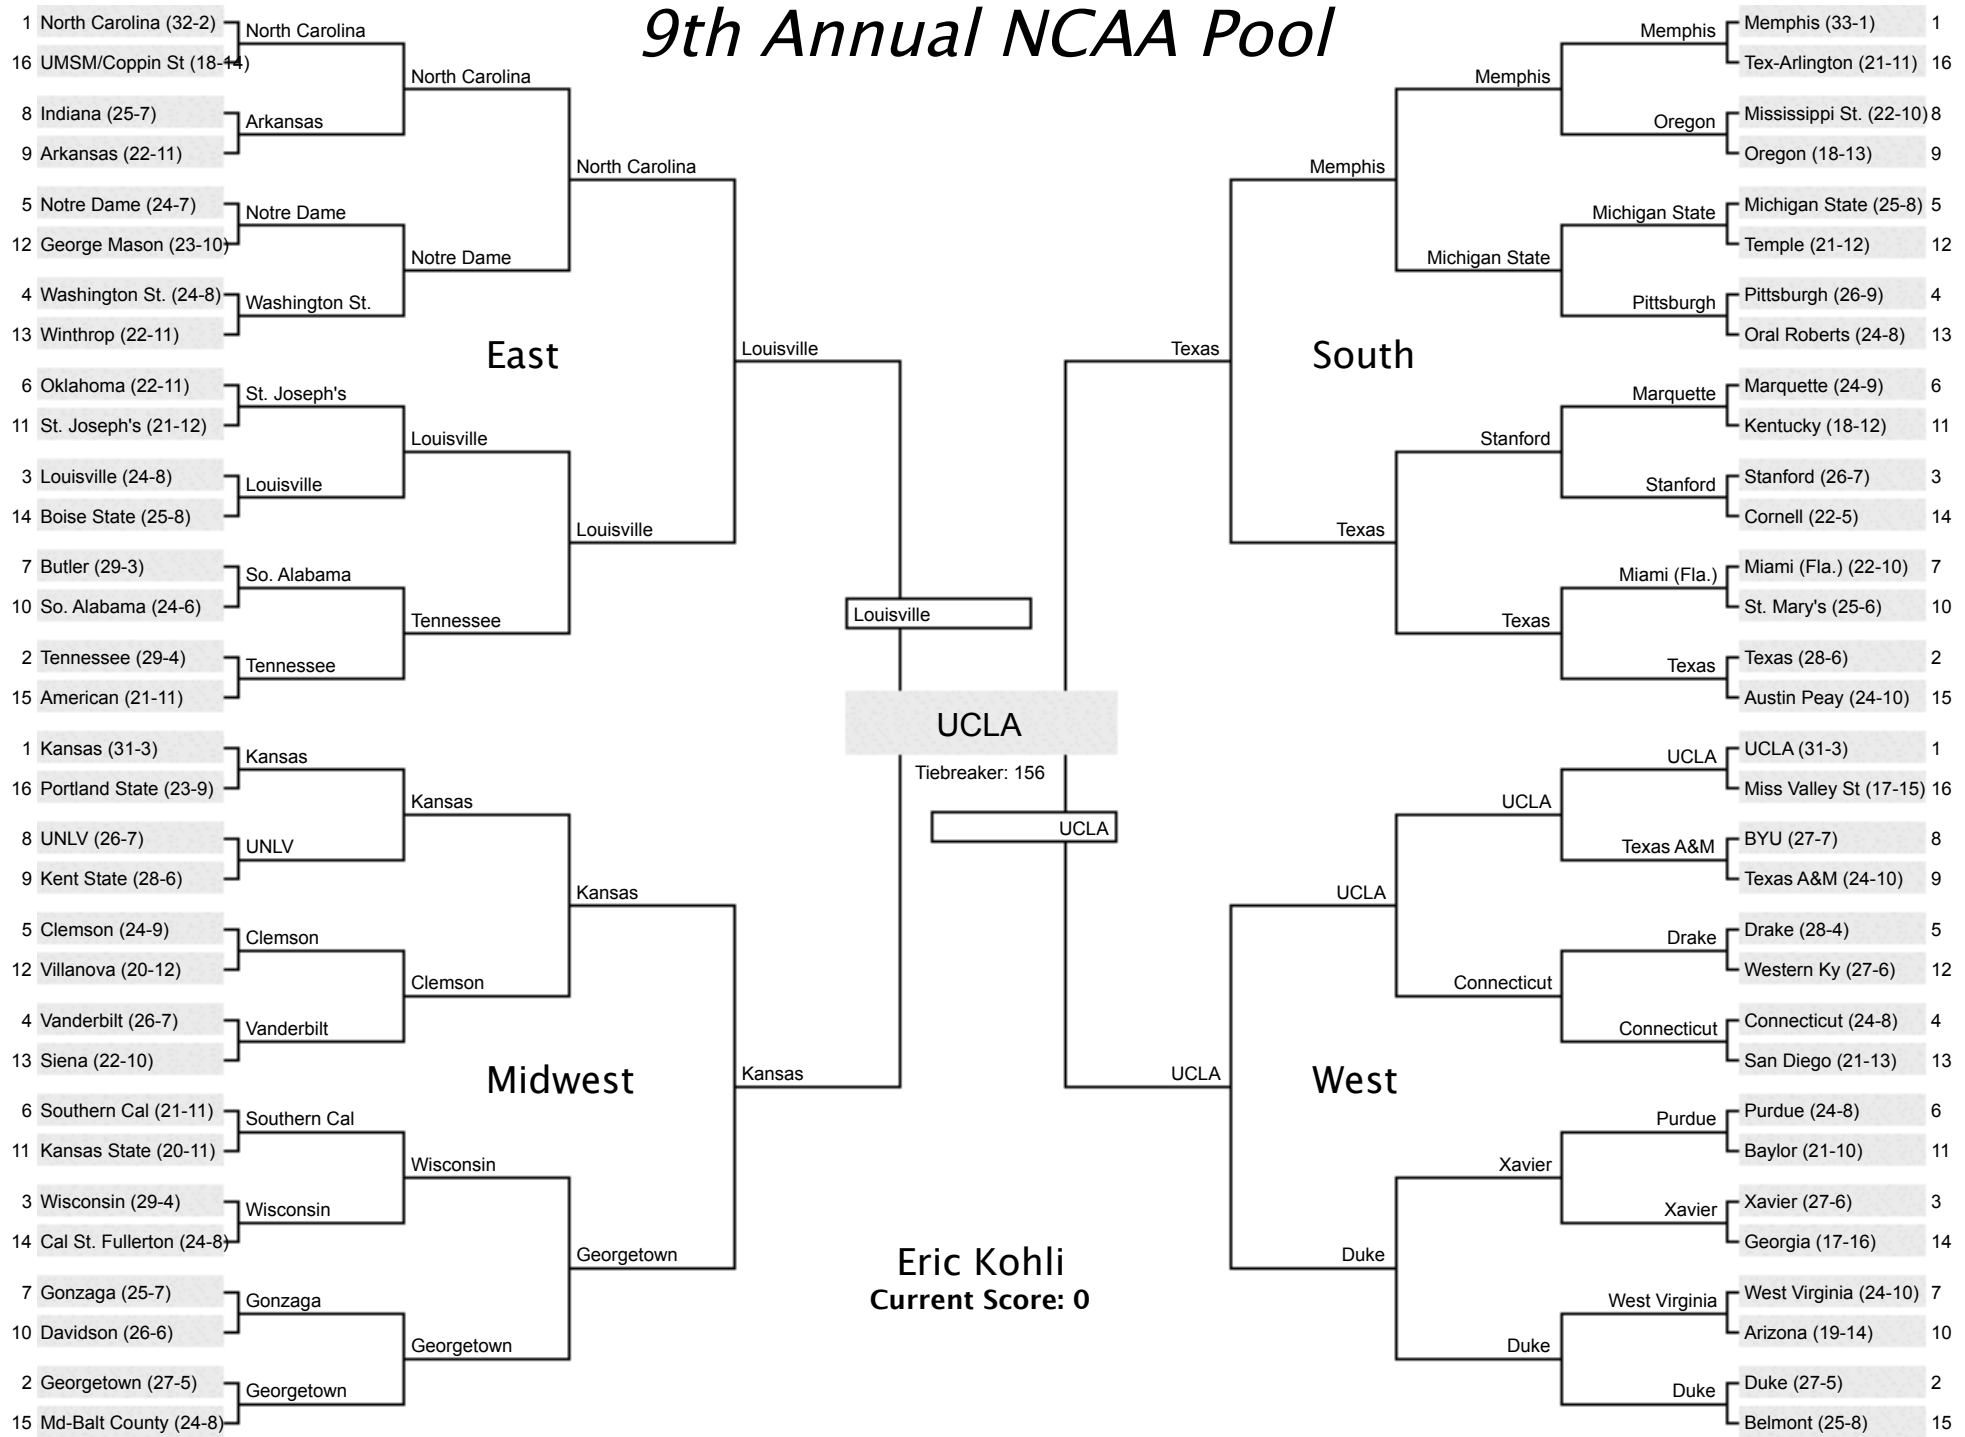 9th Annual NCAA Pool
1 North Carolina (32-2)
16 UMSM/Coppin St (18-14)
8 Indiana (25-7)
9 Arkansas (22-11)
5 Notre Dame (24-7)
12 George Mason (23-10)
4 Washington St. (24-8)
13 Winthrop (22-11)
6 Oklahoma (22-11)
11 St. Joseph's (21-12)
3 Louisville (24-8)
14 Boise State (25-8)
7 Butler (29-3)
10 So. Alabama (24-6)
2 Tennessee (29-4)
15 American (21-11)
North Carolina
Arkansas
Notre Dame
Washington St.
St. Joseph's
Louisville
So. Alabama
Tennessee
North Carolina
Notre Dame
Louisville
Tennessee
North Carolina
Louisville
East
Louisville
1 Kansas (31-3)
16 Portland State (23-9)
8 UNLV (26-7)
9 Kent State (28-6)
5 Clemson (24-9)
12 Villanova (20-12)
4 Vanderbilt (26-7)
13 Siena (22-10)
6 Southern Cal (21-11)
11 Kansas State (20-11)
3 Wisconsin (29-4)
14 Cal St. Fullerton (24-8)
7 Gonzaga (25-7)
10 Davidson (26-6)
2 Georgetown (27-5)
15 Md-Balt County (24-8)
Kansas
UNLV
Clemson
Vanderbilt
Southern Cal
Wisconsin
Gonzaga
Georgetown
Kansas
Clemson
Wisconsin
Georgetown
Kansas
Georgetown
Midwest
Kansas
Louisville
UCLA
Tiebreaker: 156
UCLA
Eric Kohli
Current Score: 0
Memphis (33-1) 1
Tex-Arlington (21-11) 16
Mississippi St. (22-10) 8
Oregon (18-13) 9
Michigan State (25-8) 5
Temple (21-12) 12
Pittsburgh (26-9) 4
Oral Roberts (24-8) 13
Marquette (24-9) 6
Kentucky (18-12) 11
Stanford (26-7) 3
Cornell (22-5) 14
Miami (Fla.) (22-10) 7
St. Mary's (25-6) 10
Texas (28-6) 2
Austin Peay (24-10) 15
Memphis
Oregon
Michigan State
Pittsburgh
Marquette
Stanford
Miami (Fla.)
Texas
Memphis
Michigan State
Stanford
Texas
Memphis
Texas
South
Texas
UCLA (31-3) 1
Miss Valley St (17-15) 16
BYU (27-7) 8
Texas A&M (24-10) 9
Drake (28-4) 5
Western Ky (27-6) 12
Connecticut (24-8) 4
San Diego (21-13) 13
Purdue (24-8) 6
Baylor (21-10) 11
Xavier (27-6) 3
Georgia (17-16) 14
West Virginia (24-10) 7
Arizona (19-14) 10
Duke (27-5) 2
Belmont (25-8) 15
UCLA
Texas A&M
Drake
Connecticut
Purdue
Xavier
West Virginia
Duke
UCLA
Connecticut
Xavier
Duke
UCLA
Duke
West
UCLA